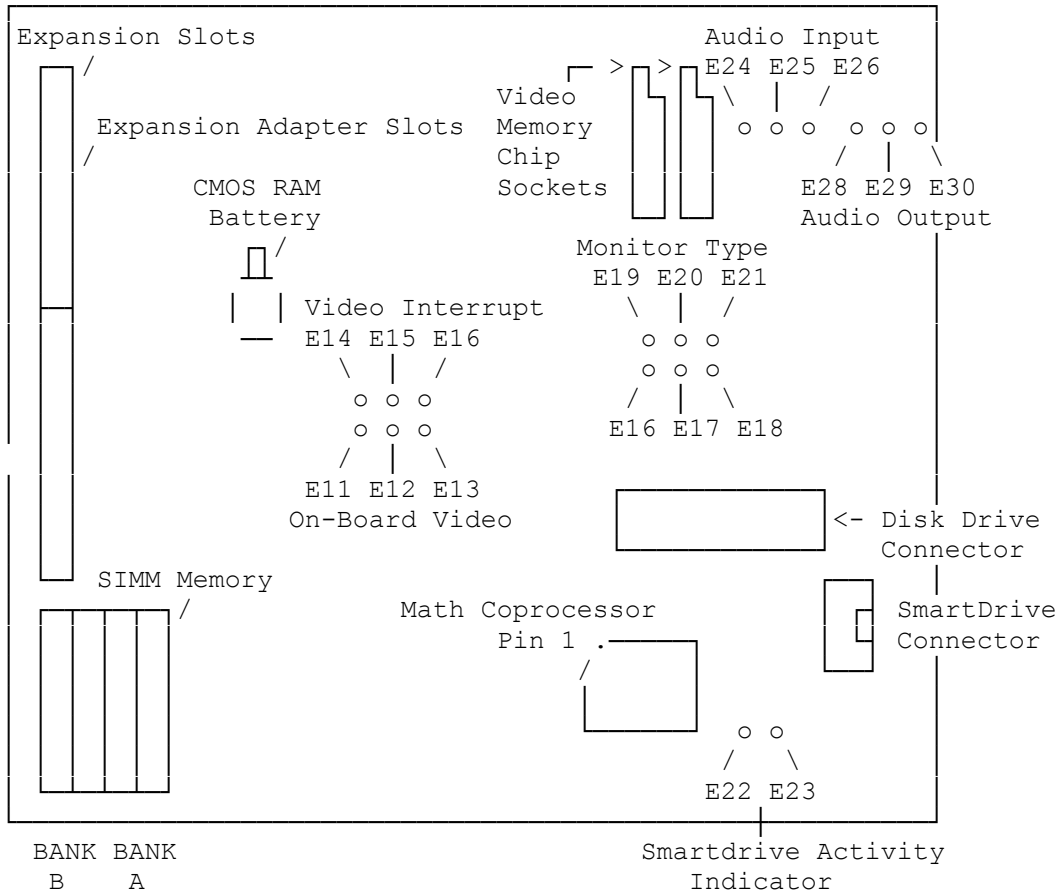 Expansion Slots
Audio Input
E24 E25 E26
Video
Memory
Chip
Sockets
Expansion Adapter Slots
CMOS RAM
Battery
E28 E29 E30
Audio Output
Monitor Type
E19 E20 E21
Video Interrupt
E14 E15 E16
E16 E17 E18
E11 E12 E13
On-Board Video
<- Disk Drive
Connector
SIMM Memory
Math Coprocessor
Pin 1 .
SmartDrive
Connector
E22 E23
BANK BANK
B A
Smartdrive Activity
Indicator